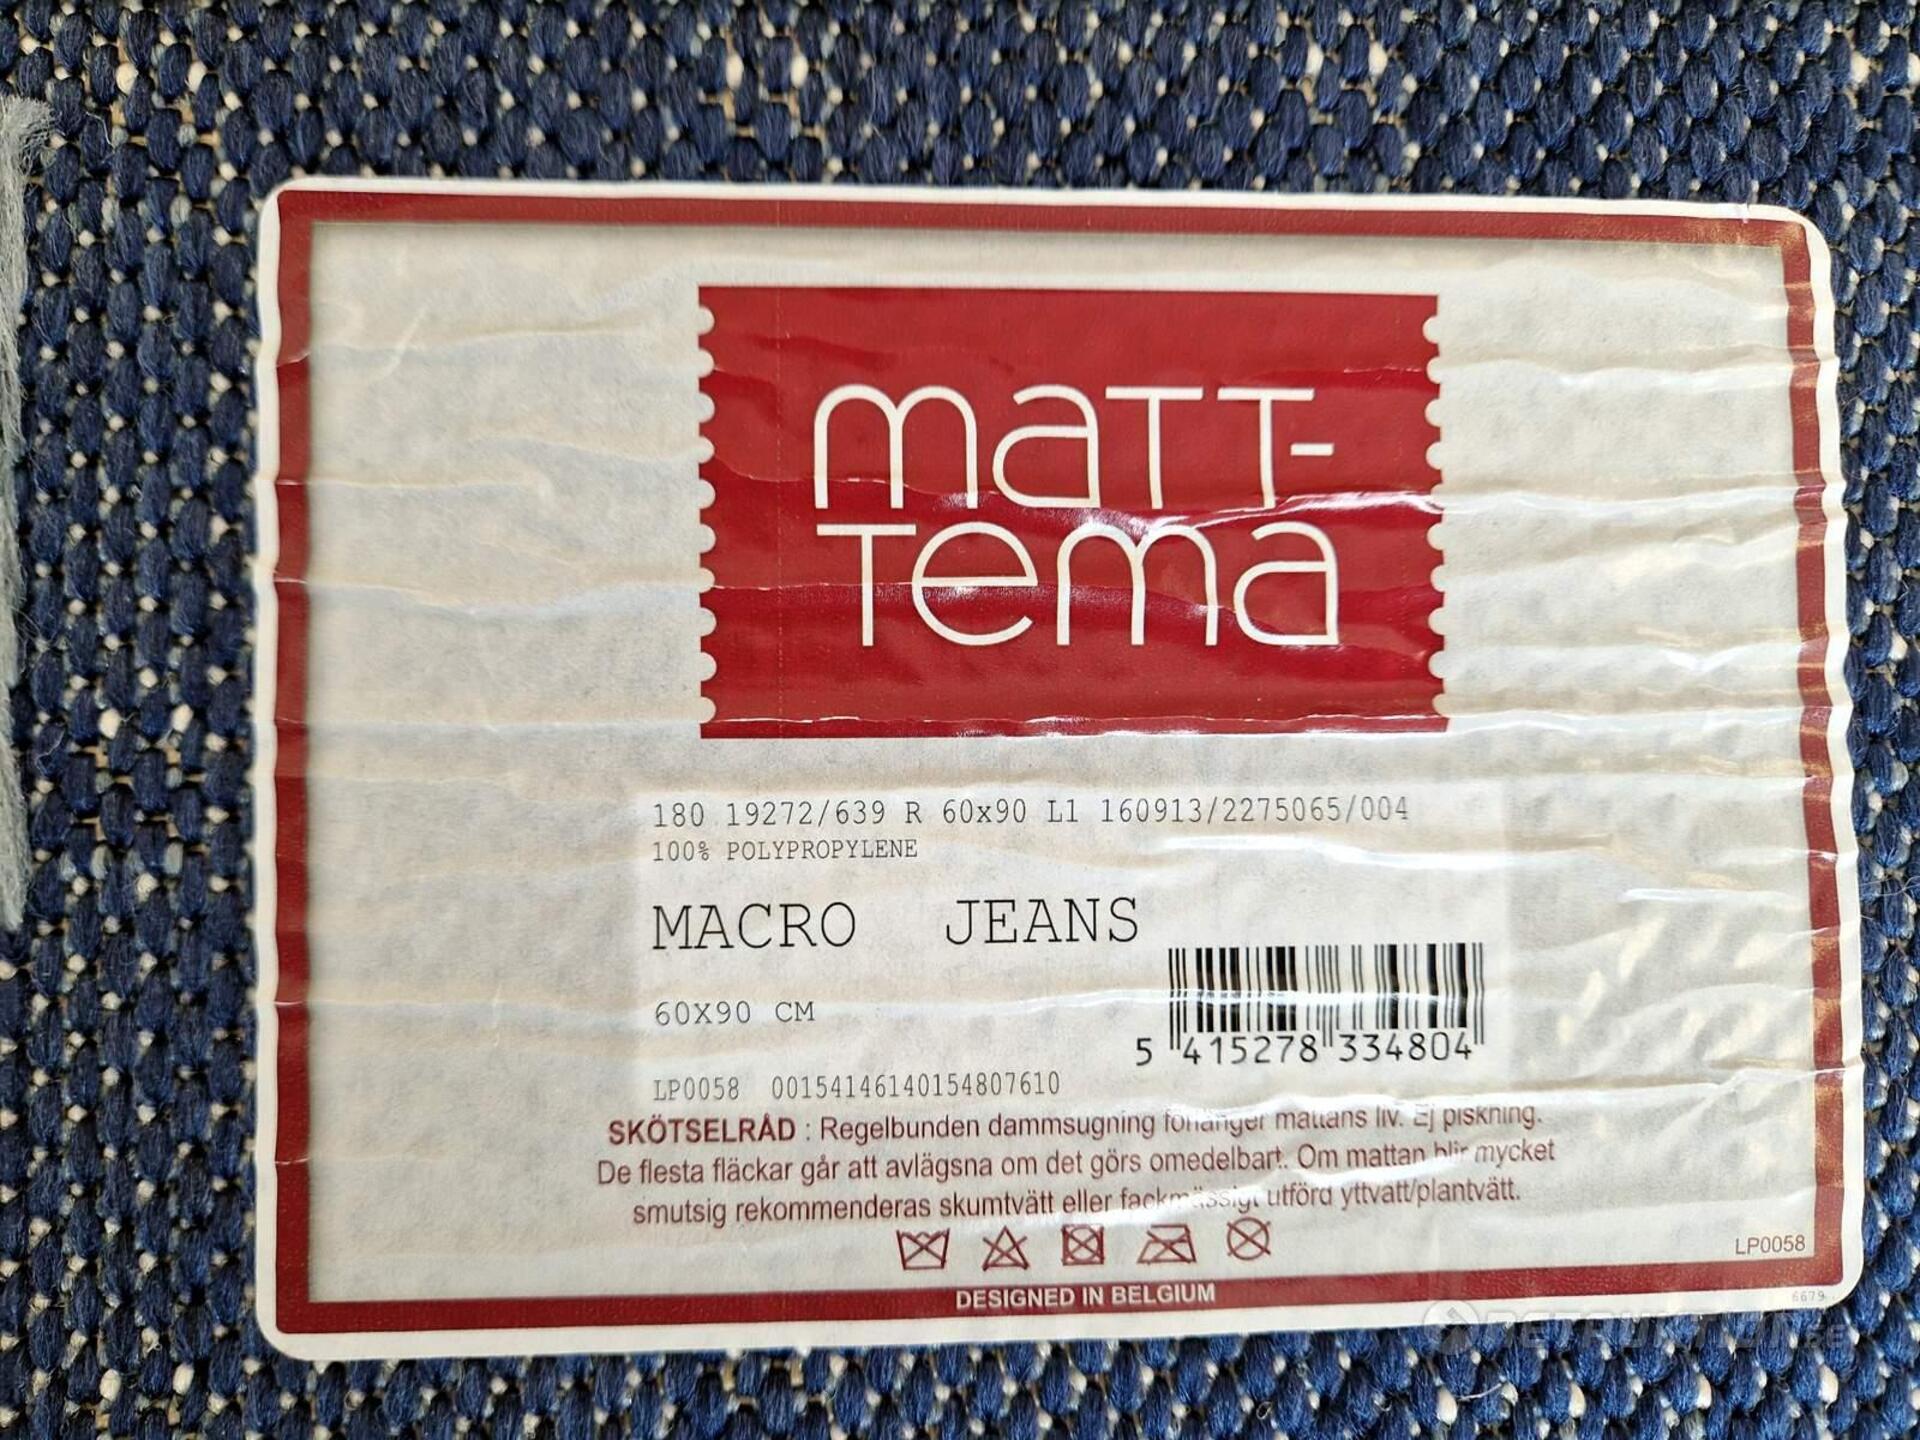 maTT-
Tema
180 19272/639 R 60x90 L1 160913/2275065/004
100% POLYPROPYLENE
MACRO JEANS
60X90 CM
5 415278 334804
LP0058 00154146140154807610
SKÖTSELRÅD : Regelbunden dammsugning förlänger mattans liv. Ej piskning.
De flesta fläckar går att avlägsna om det görs omedelbart. Om mattan blir mycket
smutsig rekommenderas skumtvätt eller fackmässigt utförd yttvätt/plantvätt.
LP0058
DESIGNED IN BELGIUM
6679